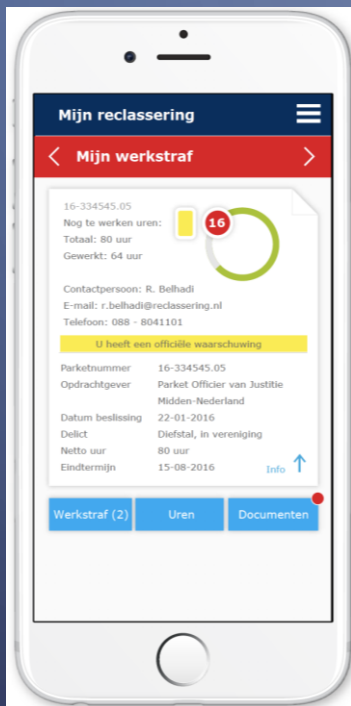 Mijn reclassering
Mijn werkstraf
16-334545.05
Nog te werken uren:
16
Totaal: 80 uur
Gewerkt: 64 uur
Contactpersoon: R. Belhadi
E-mail: r.belhadi@reclassering.nl
Telefoon: 088 - 8041101
U heeft een officiële waarschuwing
Parketnummer 16-334545.05
Opdrachtgever Parket Officier van Justitie
Midden-Nederland
Datum beslissing 22-01-2016
Delict Diefstal, in vereniging
Netto uur 80 uur
Eindtermijn 15-08-2016
Info
Werkstraf (2) Uren Documenten